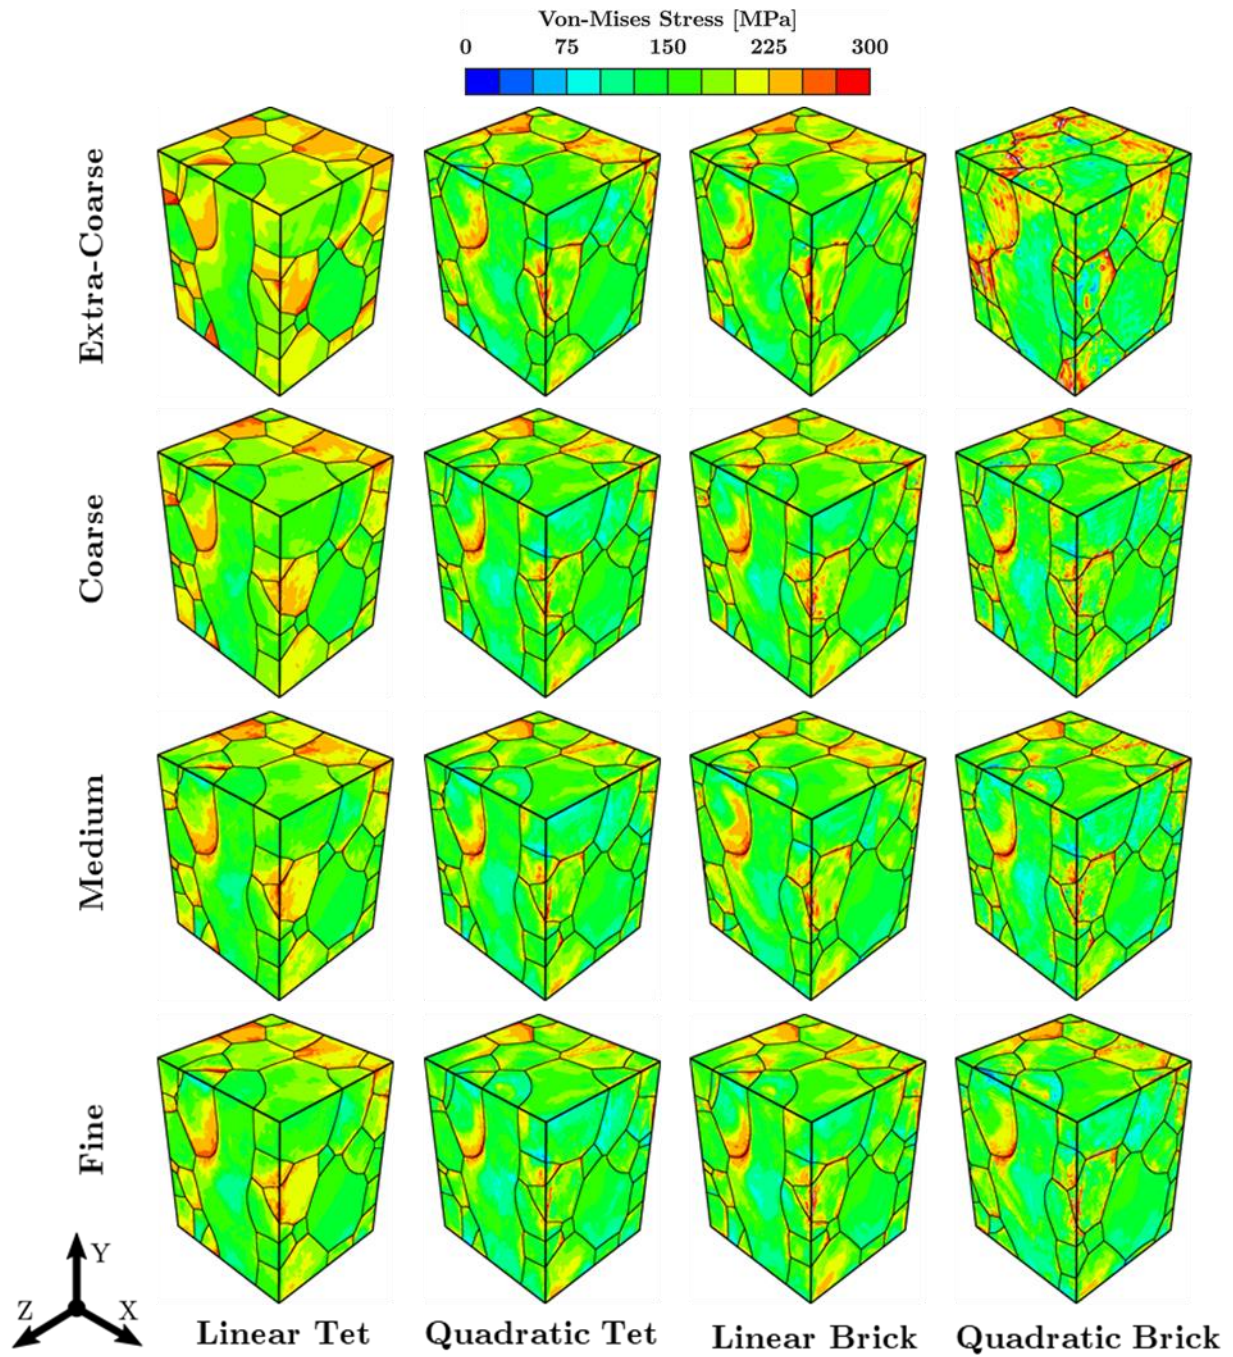 Von-Mises Stress [MPa]
0 75 150 225 300
Extra-Coarse
Coarse
Medium
Fine
Y
Z X
Linear Tet Quadratic Tet Linear Brick Quadratic Brick